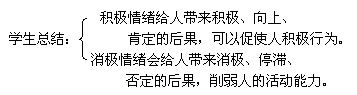 积极情绪给人带来积极、向上、
学生总结：
肯定的后果，可以促使人积极行为。
消极情绪会给人带来消极、停滞、
否定的后果，削弱人的活动能力。